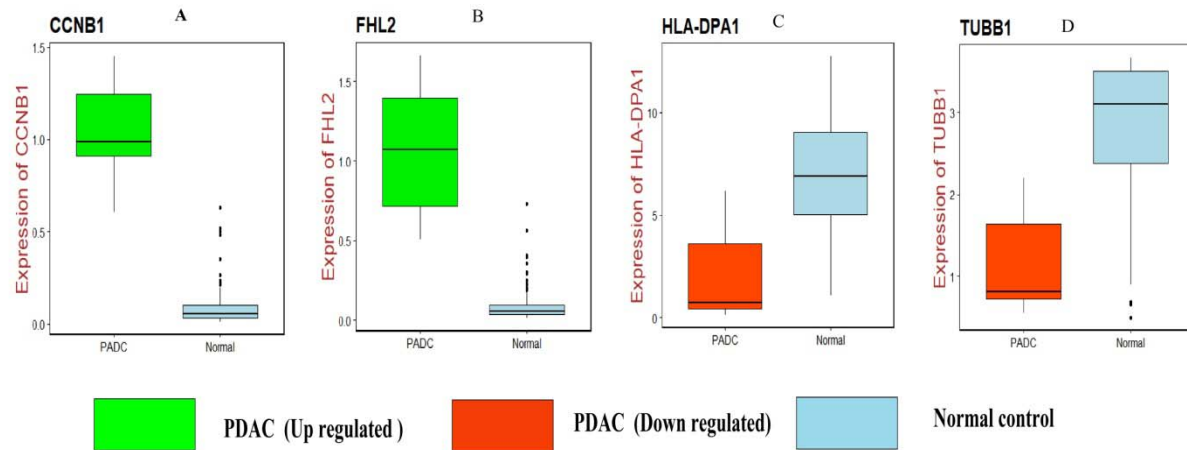 CCNB1 A
Expression of CCNB1
1.5
1.0
0.5
0.0
PADC Normal
FHL2 B
Expression of FHL2
1.5
1.0
0.5
0.0
PADC Normal
HLA-DPA1 C
Expression of HLA-DPA1
10
5
0
PADC Normal
TUBB1 D
Expression of TUBB1
3
2
1
PADC Normal
PDAC (Up regulated )
PDAC (Down regulated)
Normal control